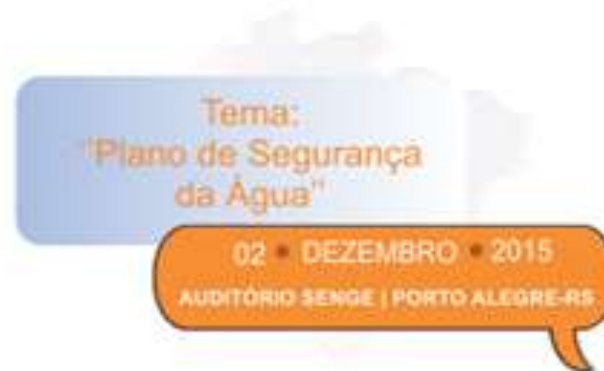 Tema:
"Plano de Segurança
da Água"
02 • DEZEMBRO • 2015
AUDITÓRIO SENGE | PORTO ALEGRE-RS